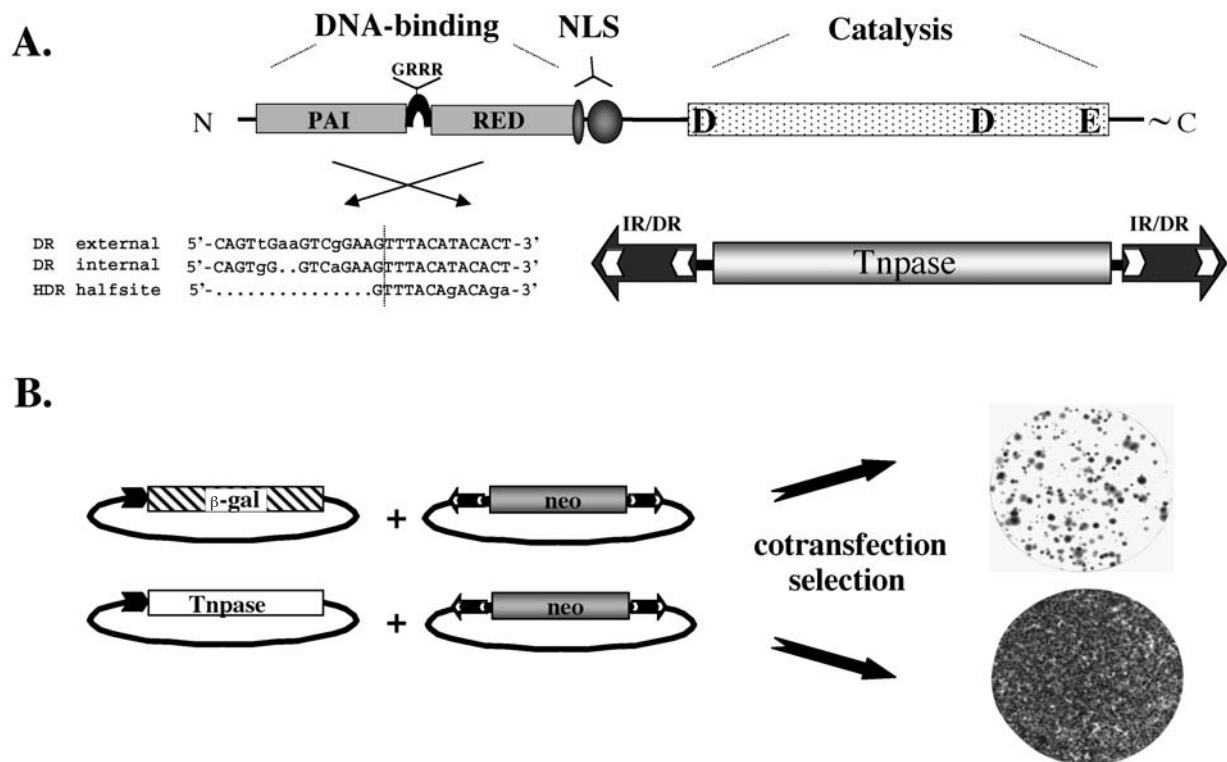 A.
DNA-binding
NLS
Catalysis
GRRR
N
PAI
RED
D
D
E
~ C
DR external 5'-CAGTtGaaGTCgGAAGTTTACATACACT-3'
DR internal 5'-CAGTgG..GTCaGAAGTTTACATACACT-3'
HDR halfsite 5'-................GTTTACAgACAga-3'
IR/DR
IR/DR
Tnpase
B.
β-gal
+
neo
cotransfection
selection
Tnpase
+
neo